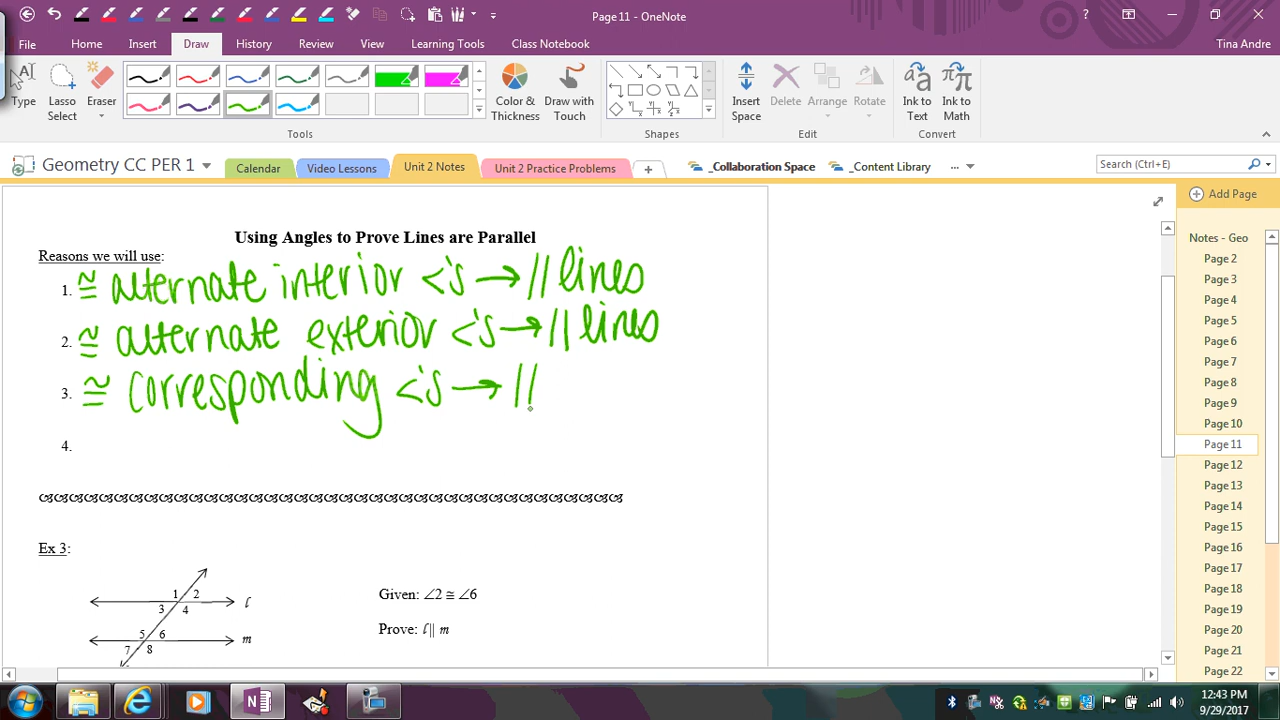 Page 11 - OneNote
?
File
Home
Insert
Draw
History
Review
View
Learning Tools
Class Notebook
Tina Andre
Type
Lasso Select
Eraser
Color & Thickness
Draw with Touch
Insert Space
Delete
Arrange
Rotate
Ink to Text
Ink to Math
Tools
Shapes
Edit
Convert
Geometry CC PER 1
Calendar
Video Lessons
Unit 2 Notes
Unit 2 Practice Problems
_Collaboration Space
_Content Library
...
Search (Ctrl+E)
Add Page
Using Angles to Prove Lines are Parallel
Reasons we will use:
1. ≅ alternate interior <'s → // lines
2. ≅ alternate exterior <'s → // lines
3. ≅ corresponding <'s → //
4.
Ex 3:
1 2
3 4
l
5 6
7 8
m
Given: ∠2 ≅ ∠6
Prove: l || m
Notes - Geo
Page 2
Page 3
Page 4
Page 5
Page 6
Page 7
Page 8
Page 9
Page 10
Page 11
Page 12
Page 13
Page 14
Page 15
Page 16
Page 17
Page 18
Page 19
Page 20
Page 21
Page 22
12:43 PM
9/29/2017